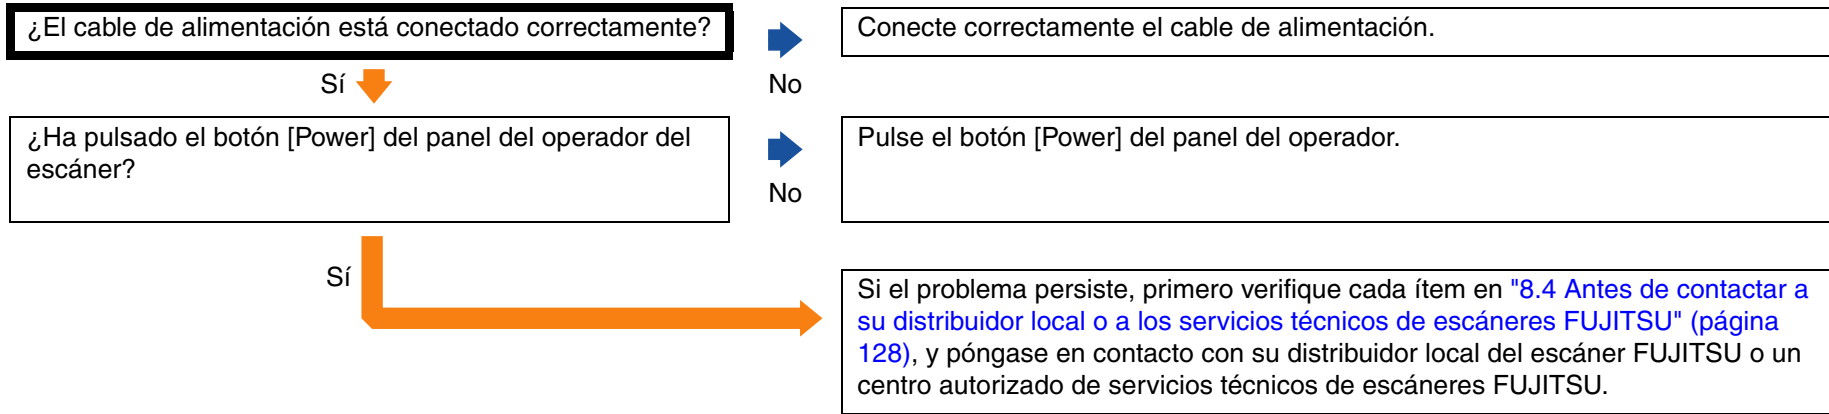 ¿El cable de alimentación está conectado correctamente?
Conecte correctamente el cable de alimentación.
Sí
No
¿Ha pulsado el botón [Power] del panel del operador del
escáner?
Pulse el botón [Power] del panel del operador.
No
Sí
Si el problema persiste, primero verifique cada ítem en "8.4 Antes de contactar a
su distribuidor local o a los servicios técnicos de escáneres FUJITSU" (página
128), y póngase en contacto con su distribuidor local del escáner FUJITSU o un
centro autorizado de servicios técnicos de escáneres FUJITSU.